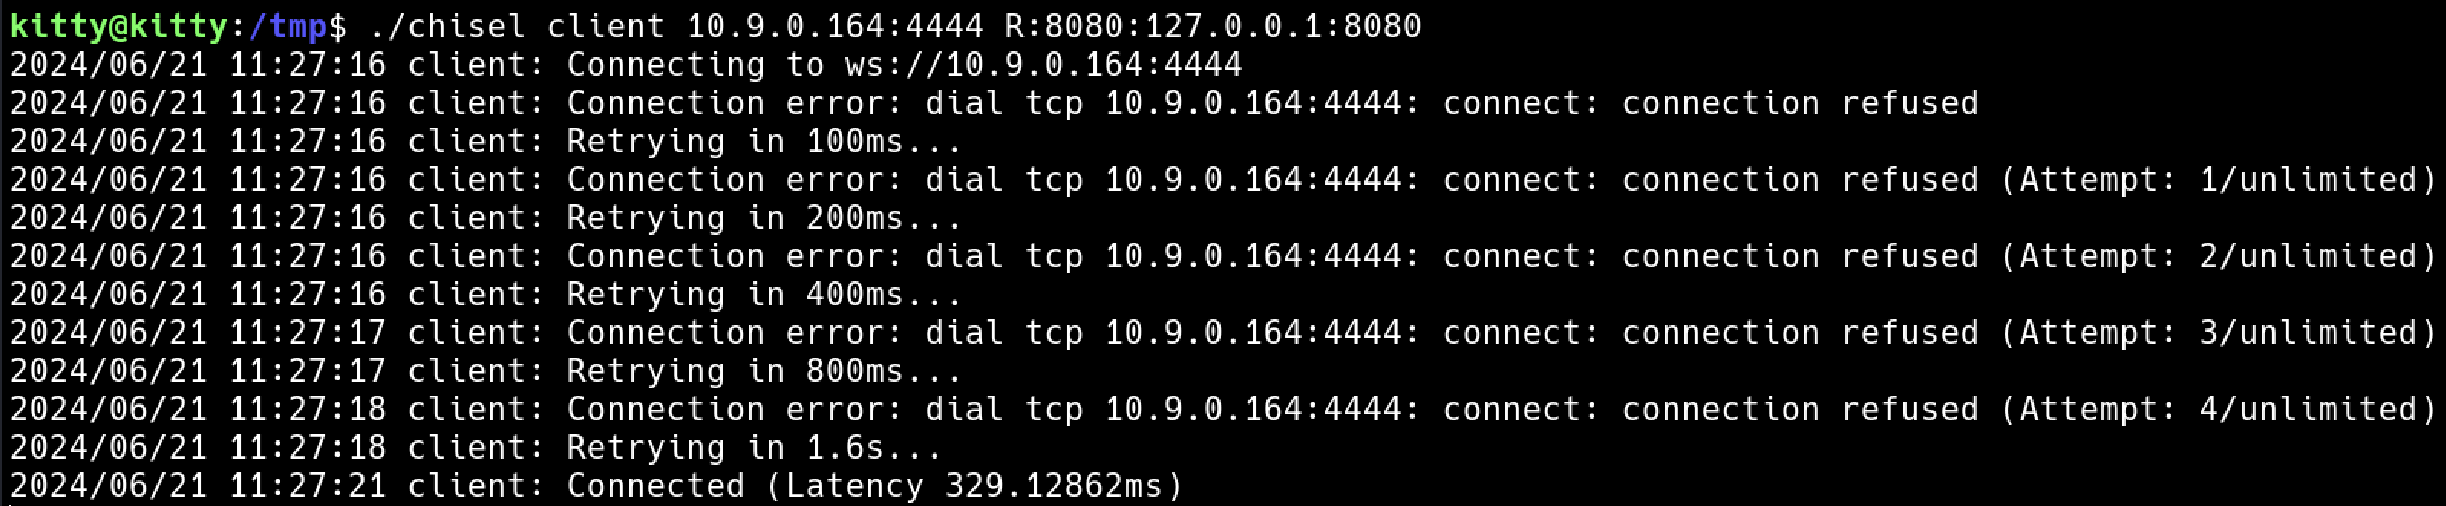 kitty@kitty:/tmp$ ./chisel client 10.9.0.164:4444 R:8080:127.0.0.1:8080
2024/06/21 11:27:16 client: Connecting to ws://10.9.0.164:4444
2024/06/21 11:27:16 client: Connection error: dial tcp 10.9.0.164:4444: connect: connection refused
2024/06/21 11:27:16 client: Retrying in 100ms...
2024/06/21 11:27:16 client: Connection error: dial tcp 10.9.0.164:4444: connect: connection refused (Attempt: 1/unlimited)
2024/06/21 11:27:16 client: Retrying in 200ms...
2024/06/21 11:27:16 client: Connection error: dial tcp 10.9.0.164:4444: connect: connection refused (Attempt: 2/unlimited)
2024/06/21 11:27:16 client: Retrying in 400ms...
2024/06/21 11:27:17 client: Connection error: dial tcp 10.9.0.164:4444: connect: connection refused (Attempt: 3/unlimited)
2024/06/21 11:27:17 client: Retrying in 800ms...
2024/06/21 11:27:18 client: Connection error: dial tcp 10.9.0.164:4444: connect: connection refused (Attempt: 4/unlimited)
2024/06/21 11:27:18 client: Retrying in 1.6s...
2024/06/21 11:27:21 client: Connected (Latency 329.12862ms)